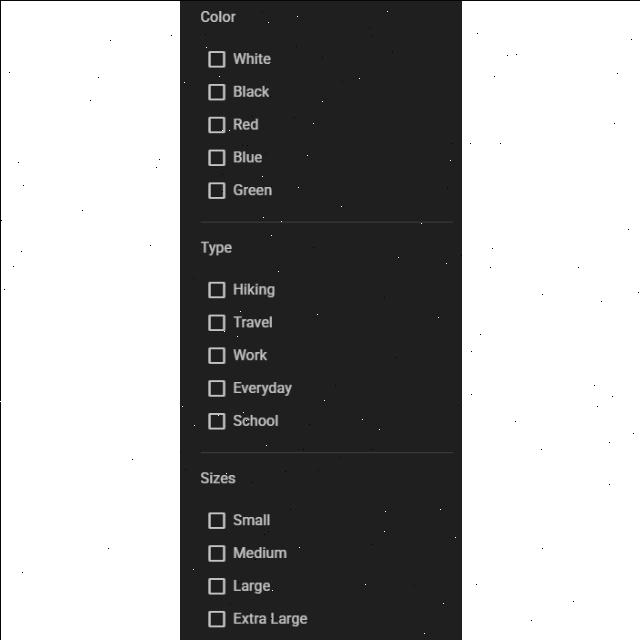 Color
White
Black
Red
Blue
Green
Type
Hiking
Travel
Work
Everyday
School
Sizes
Small
Medium
Large
Extra Large